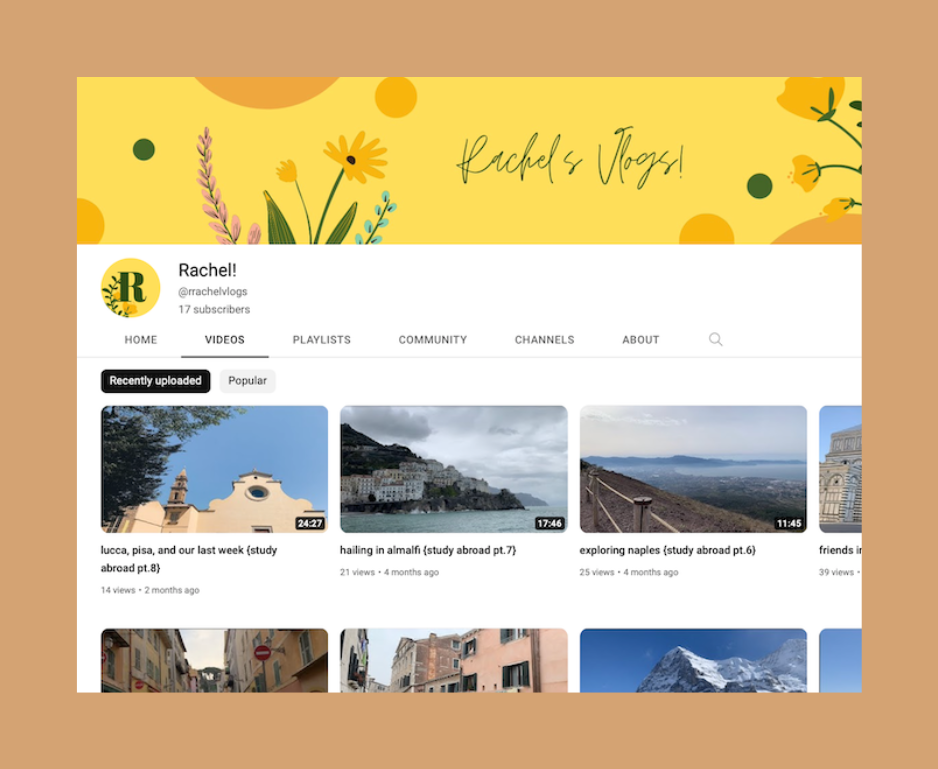 Rachel's Vlogs!
R
Rachel!
@rrachelvlogs
17 subscribers
HOME VIDEOS PLAYLISTS COMMUNITY CHANNELS ABOUT
Recently uploaded Popular
24:27 17:46 11:45
lucca, pisa, and our last week {study
abroad pt.8}
14 views • 2 months ago
hailing in almalfi {study abroad pt.7}
21 views • 4 months ago
exploring naples {study abroad pt.6}
25 views • 4 months ago
friends i
39 views •